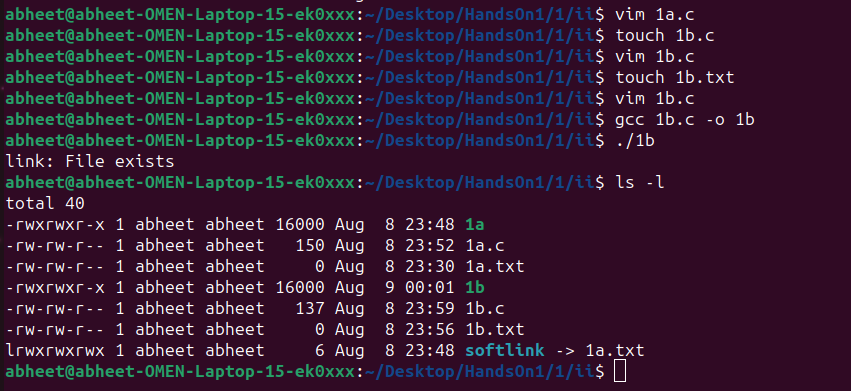 abheet@abheet-OMEN-Laptop-15-ek0xxx:~/Desktop/HandsOn1/1/ii$ vim 1a.c
abheet@abheet-OMEN-Laptop-15-ek0xxx:~/Desktop/HandsOn1/1/ii$ touch 1b.c
abheet@abheet-OMEN-Laptop-15-ek0xxx:~/Desktop/HandsOn1/1/ii$ vim 1b.c
abheet@abheet-OMEN-Laptop-15-ek0xxx:~/Desktop/HandsOn1/1/ii$ touch 1b.txt
abheet@abheet-OMEN-Laptop-15-ek0xxx:~/Desktop/HandsOn1/1/ii$ vim 1b.c
abheet@abheet-OMEN-Laptop-15-ek0xxx:~/Desktop/HandsOn1/1/ii$ gcc 1b.c -o 1b
abheet@abheet-OMEN-Laptop-15-ek0xxx:~/Desktop/HandsOn1/1/ii$ ./1b
link: File exists
abheet@abheet-OMEN-Laptop-15-ek0xxx:~/Desktop/HandsOn1/1/ii$ ls -l
total 40
-rwxrwxr-x 1 abheet abheet 16000 Aug  8 23:48 1a
-rw-rw-r-- 1 abheet abheet   150 Aug  8 23:52 1a.c
-rw-rw-r-- 1 abheet abheet     0 Aug  8 23:30 1a.txt
-rwxrwxr-x 1 abheet abheet 16000 Aug  9 00:01 1b
-rw-rw-r-- 1 abheet abheet   137 Aug  8 23:59 1b.c
-rw-rw-r-- 1 abheet abheet     0 Aug  8 23:56 1b.txt
lrwxrwxrwx 1 abheet abheet     6 Aug  8 23:48 softlink -> 1a.txt
abheet@abheet-OMEN-Laptop-15-ek0xxx:~/Desktop/HandsOn1/1/ii$